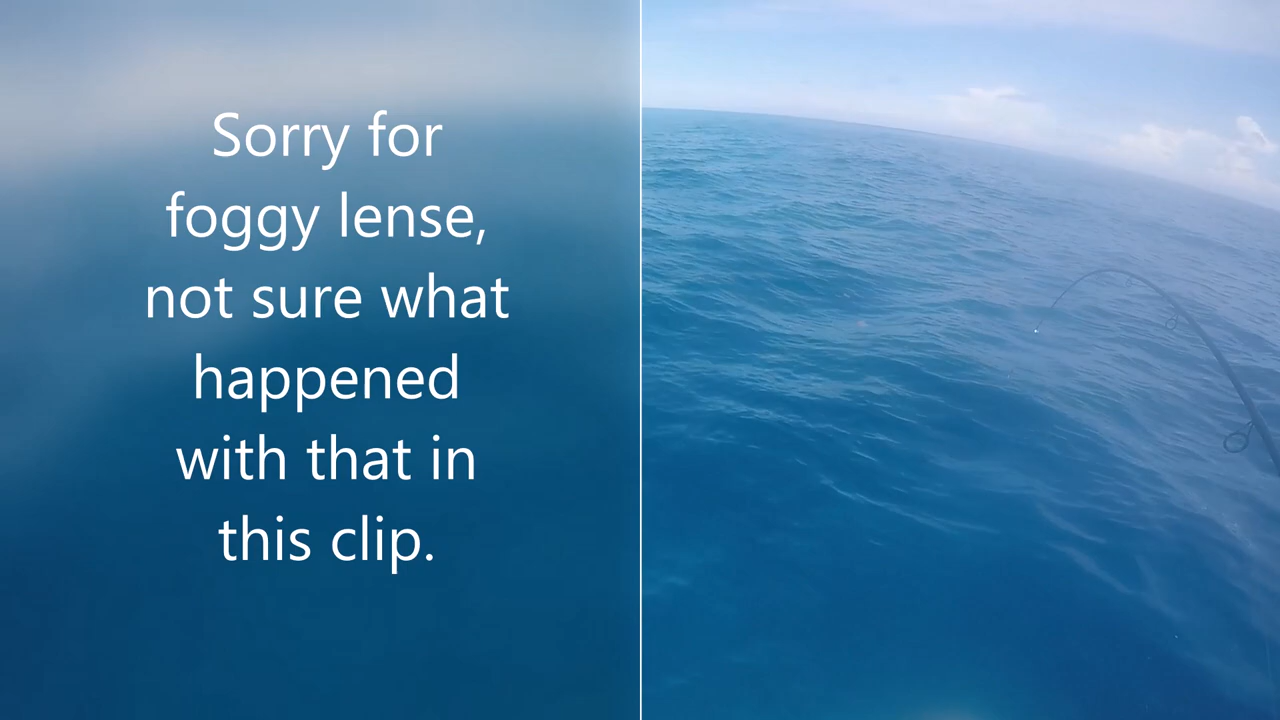 Sorry for
foggy lense,
not sure what
happened
with that in
this clip.